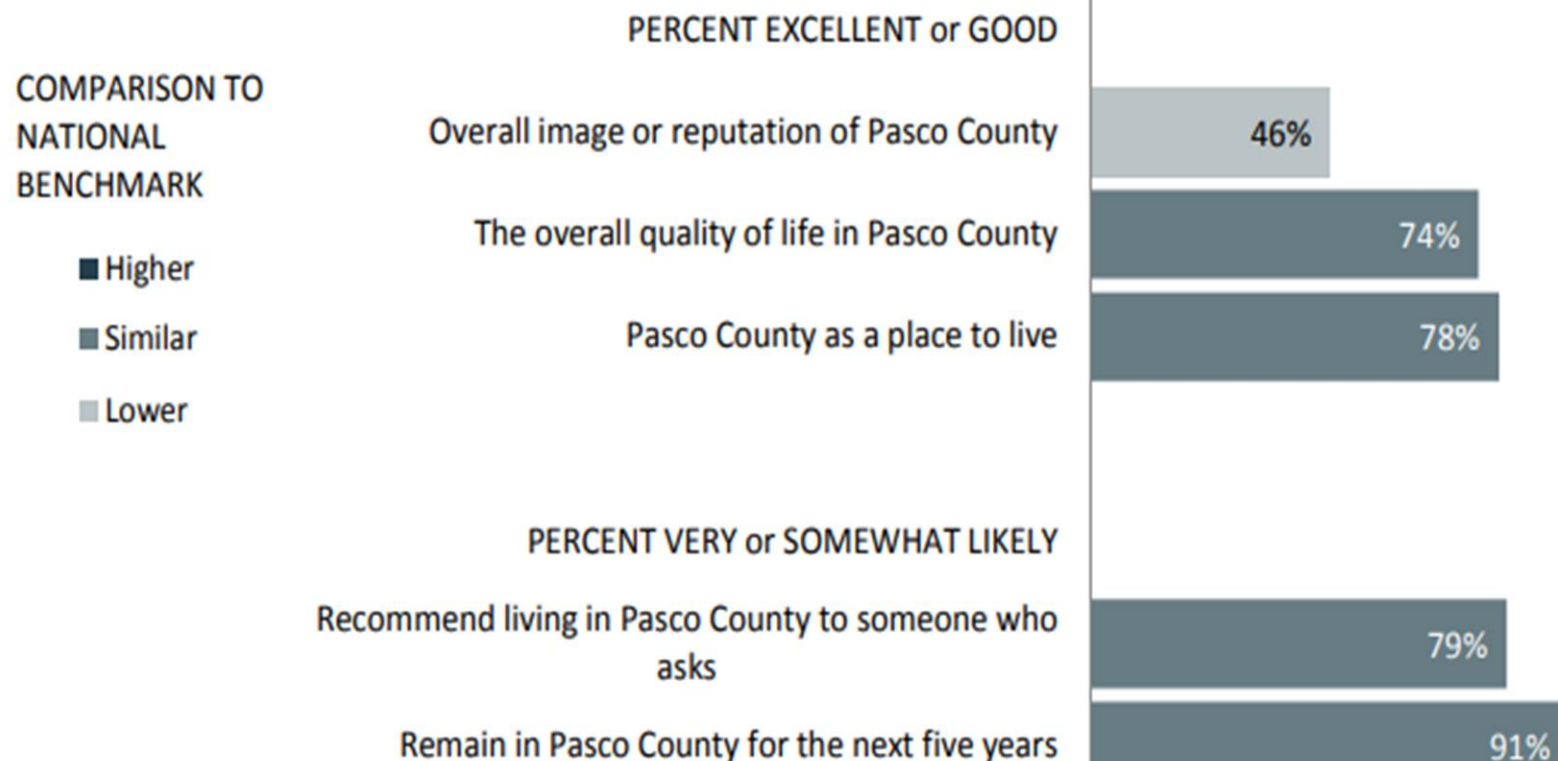 PERCENT EXCELLENT or GOOD
COMPARISON TO
NATIONAL
BENCHMARK
Higher
Similar
Lower
Overall image or reputation of Pasco County
46%
The overall quality of life in Pasco County
74%
Pasco County as a place to live
78%
PERCENT VERY or SOMEWHAT LIKELY
Recommend living in Pasco County to someone who
asks
79%
Remain in Pasco County for the next five years
91%